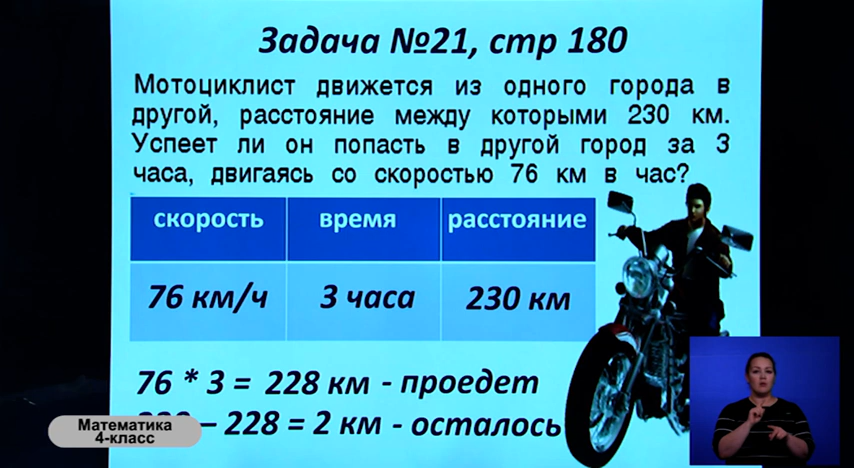 Задача №21, стр 180
Мотоциклист движется из одного города в
другой, расстояние между которыми 230 км.
Успеет ли он попасть в другой город за 3
часа, двигаясь со скоростью 76 км в час?
скорость время расстояние
76 км/ч 3 часа 230 км
76 * 3 = 228 км - проедет
– 228 = 2 км - осталось
Математика
4-класс